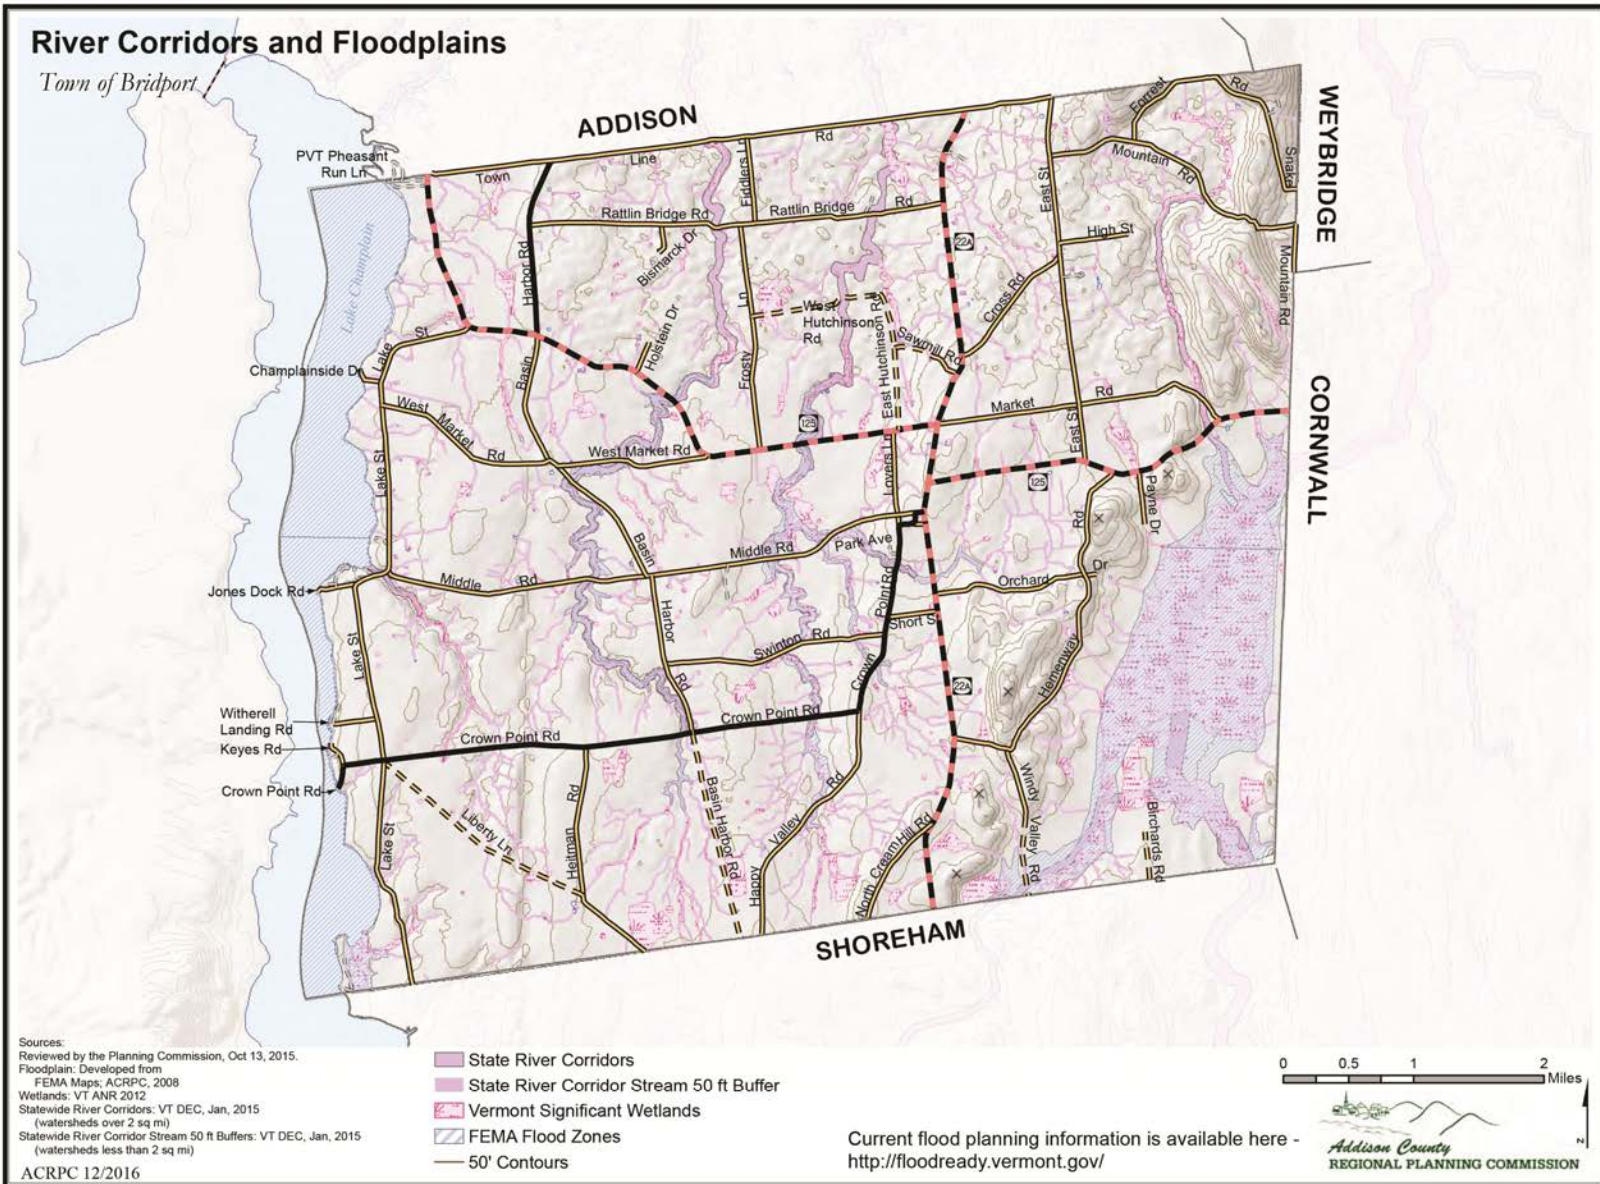 River Corridors and Floodplains
Town of Bridport
ADDISON
WEYBRIDGE
CORNWALL
SHOREHAM
Lake Champlain
PVT Pheasant
Run Ln
Town
Line
Rd
Fiddlers Ln
Forrest
Rd
Mountain
Rd
Snake
Mountain Rd
East St
High St
Rattlin Bridge Rd
Rattlin Bridge
Rd
Bismarck Dr
Harbor Rd
22A
Cross Rd
West
Hutchinson
Rd
Holstein Dr
Ln
Frosty
East Hutchinson Rd
Sawmill Rd
Lake
St
Champlainside Dr
Basin
West
Market
Rd
West Market Rd
125
Market
Rd
East St
Lake St
Lovers Ln
125
Payne Dr
Rd
Basin
Middle Rd
Park Ave
Jones Dock Rd
Middle
Rd
Orchard
Dr
Point Rd
Short St
Harbor
Lake St
Swinton
Rd
Crown
Hemenway
Rd
22A
Witherell
Landing Rd
Keyes Rd
Crown Point Rd
Crown Point Rd
Crown Point Rd
Liberty Ln
Heitman
Rd
Basin Harbor Rd
Happy
Valley
Rd
North Cream Hill Rd
Windy
Valley Rd
Birchards Rd
Lake St
Sources:
Reviewed by the Planning Commission, Oct 13, 2015.
Floodplain: Developed from
FEMA Maps; ACRPC, 2008
Wetlands: VT ANR 2012
Statewide River Corridors: VT DEC, Jan, 2015
(watersheds over 2 sq mi)
Statewide River Corridor Stream 50 ft Buffers: VT DEC, Jan, 2015
(watersheds less than 2 sq mi)
ACRPC 12/2016
State River Corridors
State River Corridor Stream 50 ft Buffer
Vermont Significant Wetlands
FEMA Flood Zones
50' Contours
Current flood planning information is available here -
http://floodready.vermont.gov/
0 0.5 1 2
Miles
Addison County
REGIONAL PLANNING COMMISSION
z